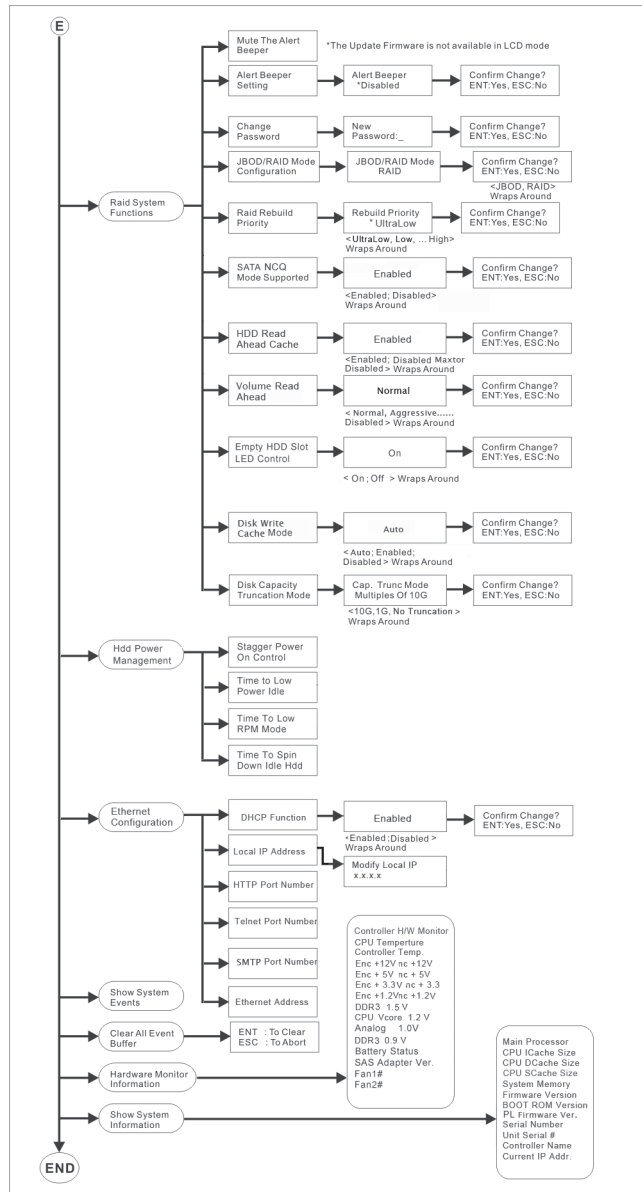 E
Mute The Alert
Beeper
*The Update Firmware is not available in LCD mode
Alert Beeper
Setting
Alert Beeper
*Disabled
Confirm Change?
ENT:Yes, ESC:No
Change
Password
New
Password:_
Confirm Change?
ENT:Yes, ESC:No
JBOD/RAID Mode
Configuration
JBOD/RAID Mode
RAID
Confirm Change?
ENT:Yes, ESC:No
<JBOD, RAID>
Wraps Around
Raid System
Functions
Raid Rebuild
Priority
Rebuild Priority
* UltraLow
Confirm Change?
ENT:Yes, ESC:No
<UltraLow, Low, ... High>
Wraps Around
SATA NCQ
Mode Supported
Enabled
Confirm Change?
ENT:Yes, ESC:No
<Enabled; Disabled>
Wraps Around
HDD Read
Ahead Cache
Enabled
Confirm Change?
ENT:Yes, ESC:No
<Enabled; Disabled Maxtor
Disabled > Wraps Around
Volume Read
Ahead
Normal
Confirm Change?
ENT:Yes, ESC:No
< Normal, Aggressive......
Disabled > Wraps Around
Empty HDD Slot
LED Control
On
Confirm Change?
ENT:Yes, ESC:No
< On ; Off > Wraps Around
Disk Write
Cache Mode
Auto
Confirm Change?
ENT:Yes, ESC:No
< Auto; Enabled;
Disabled > Wraps Around
Disk Capacity
Truncation Mode
Cap. Trunc Mode
Multiples Of 10G
Confirm Change?
ENT:Yes, ESC:No
<10G,1G, No Truncation >
Wraps Around
Hdd Power
Management
Stagger Power
On Control
Time to Low
Power Idle
Time To Low
RPM Mode
Time To Spin
Down Idle Hdd
Ethernet
Configuration
DHCP Function
Enabled
Confirm Change?
ENT:Yes, ESC:No
<Enabled;Disabled >
Wraps Around
Local IP Address
Modify Local IP
x.x.x.x
HTTP Port Number
Telnet Port Number
SMTP Port Number
Ethernet Address
Show System
Events
Clear All Event
Buffer
ENT : To Clear
ESC : To Abort
Hardware Monitor
Information
Controller H/W Monitor
CPU Temperture
Controller Temp.
Enc +12V nc +12V
Enc + 5V nc + 5V
Enc + 3.3V nc + 3.3
Enc +1.2Vnc +1.2V
DDR3 1.5 V
CPU Vcore 1.2 V
Analog 1.0V
DDR3 0.9 V
Battery Status
SAS Adapter Ver.
Fan1#
Fan2#
Show System
Information
Main Processor
CPU ICache Size
CPU DCache Size
CPU SCache Size
System Memory
Firmware Version
BOOT ROM Version
PL Firmware Ver.
Serial Number
Unit Serial #
Controller Name
Current IP Addr.
END